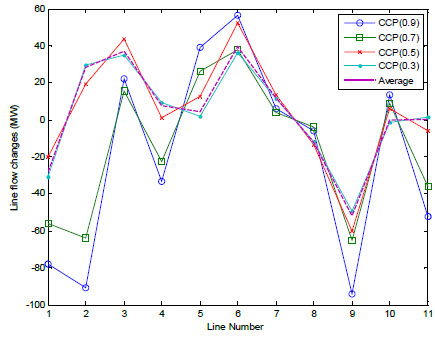 60
40
20
0
-20
-40
-60
-80
-100
Line flow changes (MW)
1 2 3 4 5 6 7 8 9 10 11
Line Number
CCP(0.9)
CCP(0.7)
CCP(0.5)
CCP(0.3)
Average